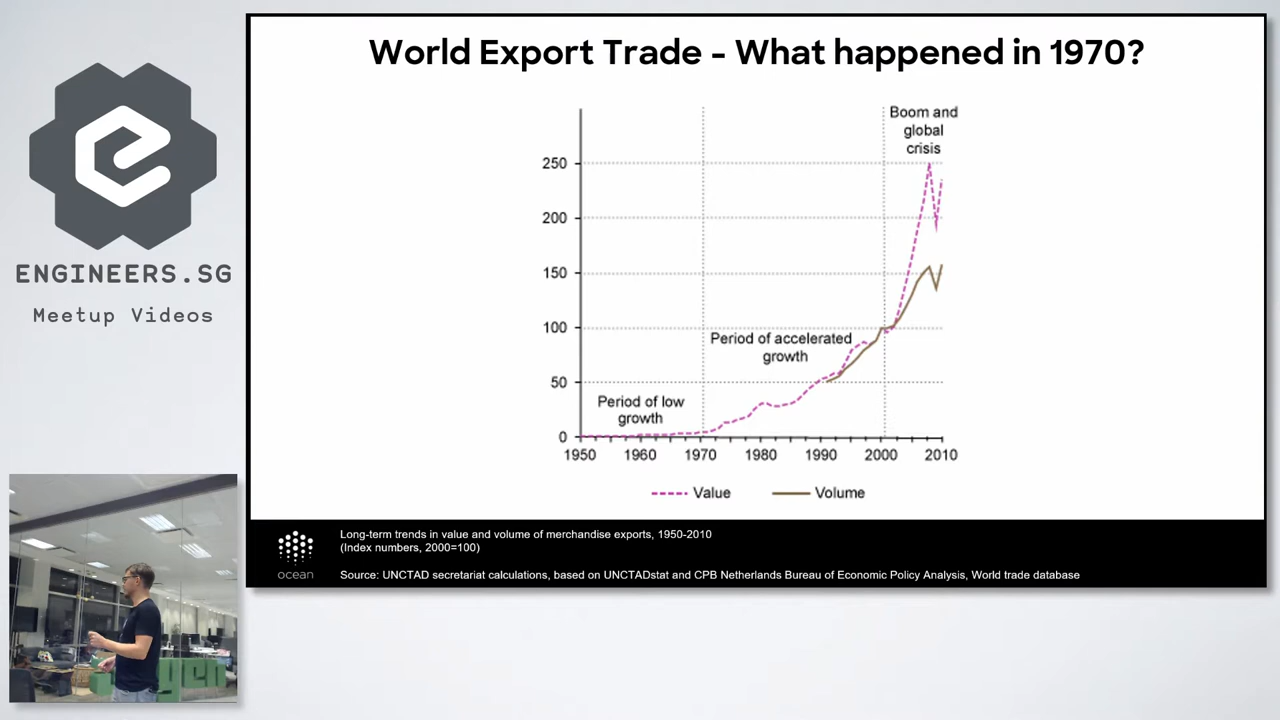 World Export Trade - What happened in 1970?
ENGINEERS.SG
Meetup Videos
Boom and
global
crisis
250
200
150
100
50
0
Period of accelerated
growth
Period of low
growth
1950 1960 1970 1980 1990 2000 2010
Value Volume
ocean
Long-term trends in value and volume of merchandise exports, 1950-2010
(Index numbers, 2000=100)
Source: UNCTAD secretariat calculations, based on UNCTADstat and CPB Netherlands Bureau of Economic Policy Analysis, World trade database